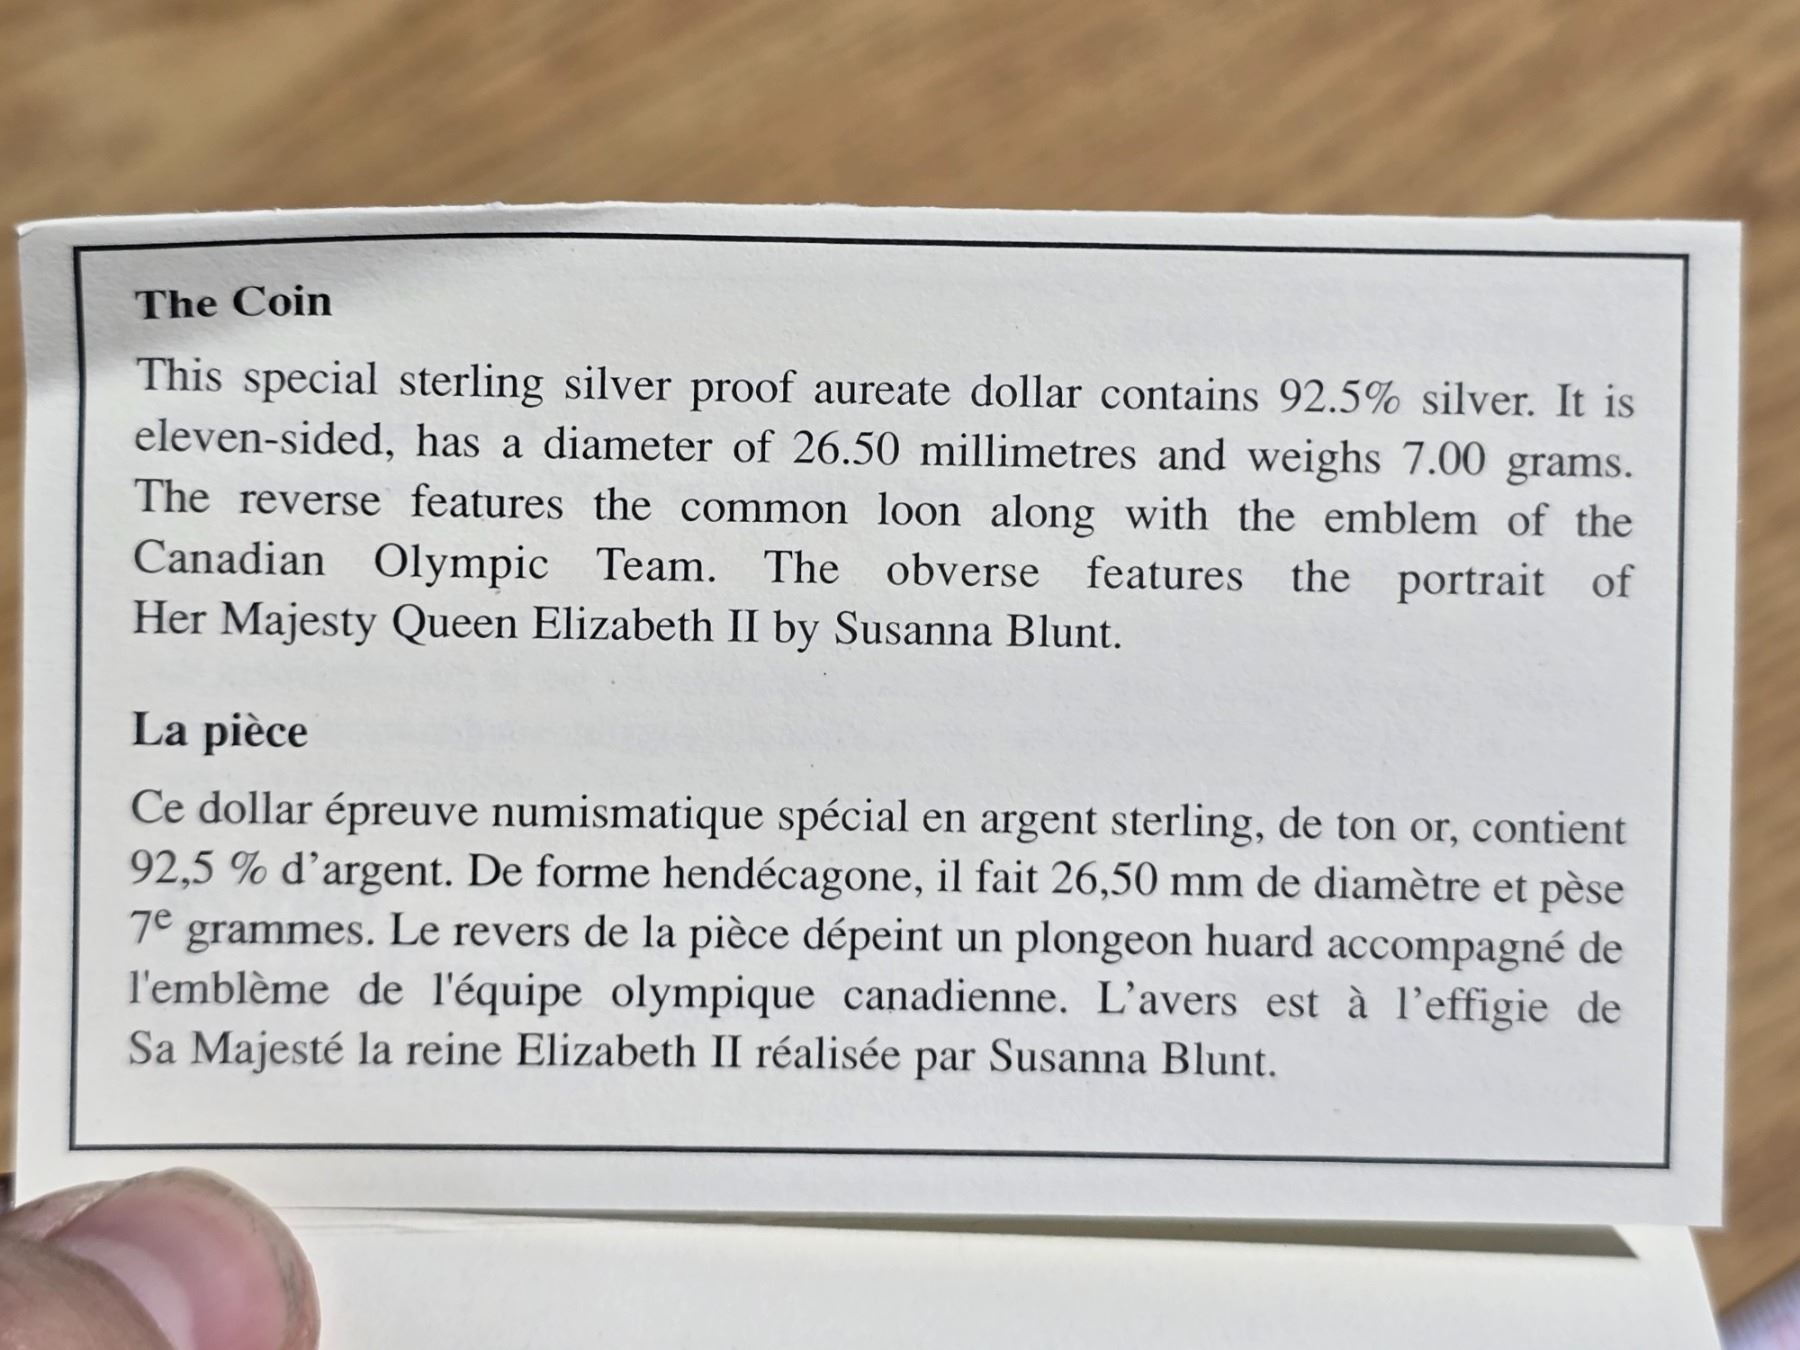 The Coin
This special sterling silver proof aureate dollar contains 92.5% silver. It is
eleven-sided, has a diameter of 26.50 millimetres and weighs 7.00 grams.
The reverse features the common loon along with the emblem of the
Canadian Olympic Team. The obverse features the portrait of
Her Majesty Queen Elizabeth II by Susanna Blunt.
La pièce
Ce dollar épreuve numismatique spécial en argent sterling, de ton or, contient
92,5 % d’argent. De forme hendécagone, il fait 26,50 mm de diamètre et pèse
7ᵉ grammes. Le revers de la pièce dépeint un plongeon huard accompagné de
l'emblème de l'équipe olympique canadienne. L’avers est à l’effigie de
Sa Majesté la reine Elizabeth II réalisée par Susanna Blunt.